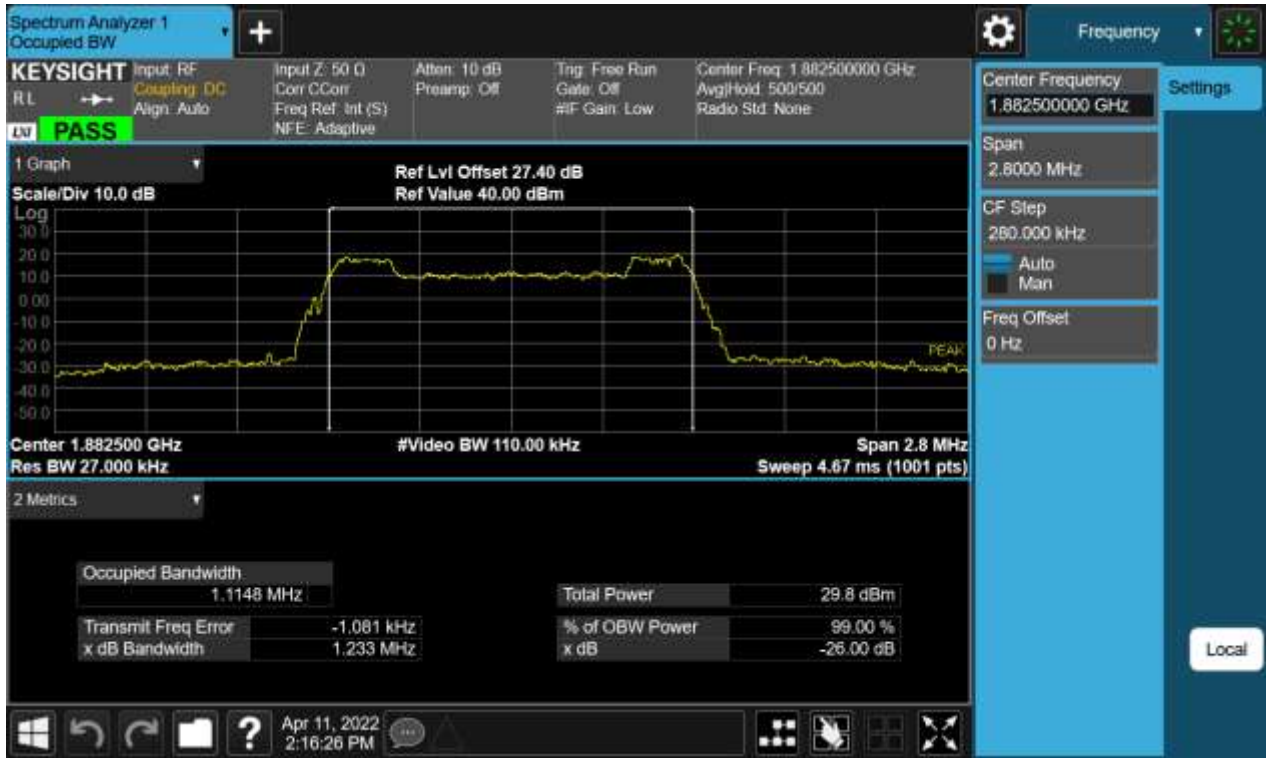 Spectrum Analyzer 1
Occupied BW
Frequency
KEYSIGHT
RL
Input: RF
Coupling: DC
Align: Auto
Input Z: 50 Ω
Corr CCorr
Freq Ref: Int (S)
NFE: Adaptive
Atten: 10 dB
Preamp: Off
Trig: Free Run
Gate: Off
#IF Gain: Low
Center Freq: 1.882500000 GHz
Avg|Hold: 500/500
Radio Std: None
LXI
PASS
1 Graph
Scale/Div 10.0 dB
Ref Lvl Offset 27.40 dB
Ref Value 40.00 dBm
Log
30.0
20.0
10.0
0.00
-10.0
-20.0
-30.0
-40.0
-50.0
PEAK
Center 1.882500 GHz
#Video BW 110.00 kHz
Span 2.8 MHz
Res BW 27.000 kHz
Sweep 4.67 ms (1001 pts)
2 Metrics
Occupied Bandwidth
1.1148 MHz
Total Power 29.8 dBm
Transmit Freq Error -1.081 kHz
% of OBW Power 99.00 %
x dB Bandwidth 1.233 MHz
x dB -26.00 dB
Center Frequency
1.882500000 GHz
Settings
Span
2.8000 MHz
CF Step
280.000 kHz
Auto
Man
Freq Offset
0 Hz
Local
Apr 11, 2022
2:16:26 PM